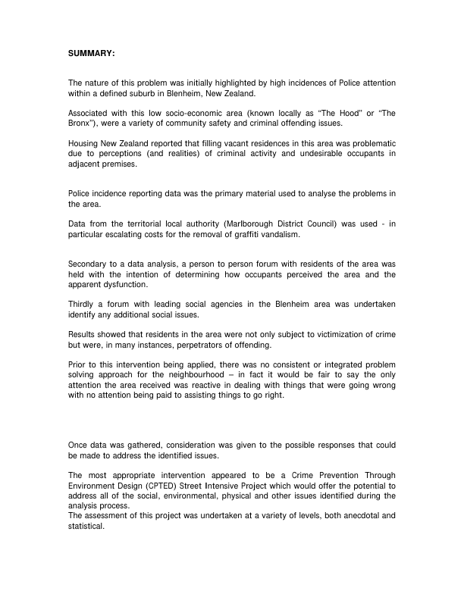 SUMMARY:
The nature of this problem was initially highlighted by high incidences of Police attention
within a defined suburb in Blenheim, New Zealand.
Associated with this low socio-economic area (known locally as “The Hood” or “The
Bronx”), were a variety of community safety and criminal offending issues.
Housing New Zealand reported that filling vacant residences in this area was problematic
due to perceptions (and realities) of criminal activity and undesirable occupants in
adjacent premises.
Police incidence reporting data was the primary material used to analyse the problems in
the area.
Data from the territorial local authority (Marlborough District Council) was used - in
particular escalating costs for the removal of graffiti vandalism.
Secondary to a data analysis, a person to person forum with residents of the area was
held with the intention of determining how occupants perceived the area and the
apparent dysfunction.
Thirdly a forum with leading social agencies in the Blenheim area was undertaken
identify any additional social issues.
Results showed that residents in the area were not only subject to victimization of crime
but were, in many instances, perpetrators of offending.
Prior to this intervention being applied, there was no consistent or integrated problem
solving approach for the neighbourhood – in fact it would be fair to say the only
attention the area received was reactive in dealing with things that were going wrong
with no attention being paid to assisting things to go right.
Once data was gathered, consideration was given to the possible responses that could
be made to address the identified issues.
The most appropriate intervention appeared to be a Crime Prevention Through
Environment Design (CPTED) Street Intensive Project which would offer the potential to
address all of the social, environmental, physical and other issues identified during the
analysis process.
The assessment of this project was undertaken at a variety of levels, both anecdotal and
statistical.